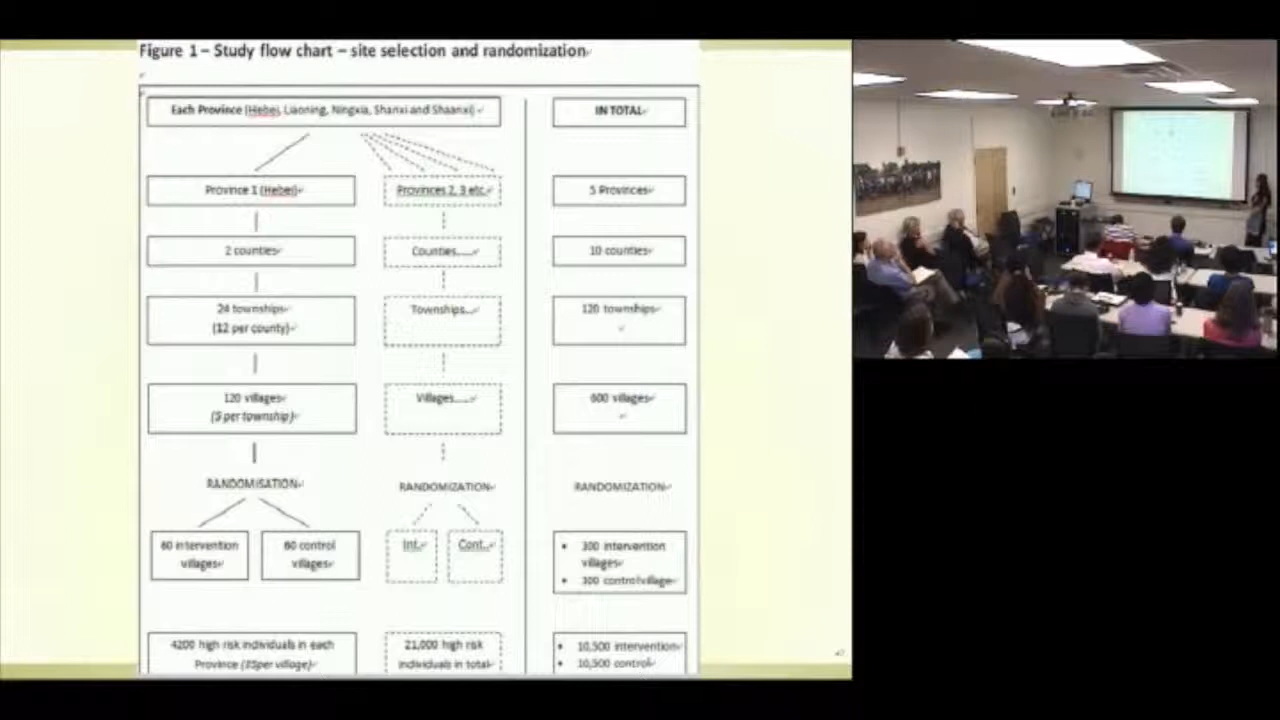 Figure 1 – Study flow chart – site selection and randomization
Each Province (Hebei, Liaoning, Ningxia, Shanxi and Shaanxi)
IN TOTAL
Province 1 (Hebei)
Provinces 2, 3 etc.
5 Provinces
2 counties
Counties......
10 counties
24 townships
(12 per county)
Townships...
120 townships
120 villages
(5 per township)
Villages......
600 villages
RANDOMISATION
RANDOMIZATION
RANDOMIZATION
60 intervention
villages
60 control
villages
Int.
Cont..
• 300 intervention
villages
• 300 control village
4200 high risk individuals in each
Province (35per village)
21,000 high risk
individuals in total
• 10,500 intervention
• 10,500 control